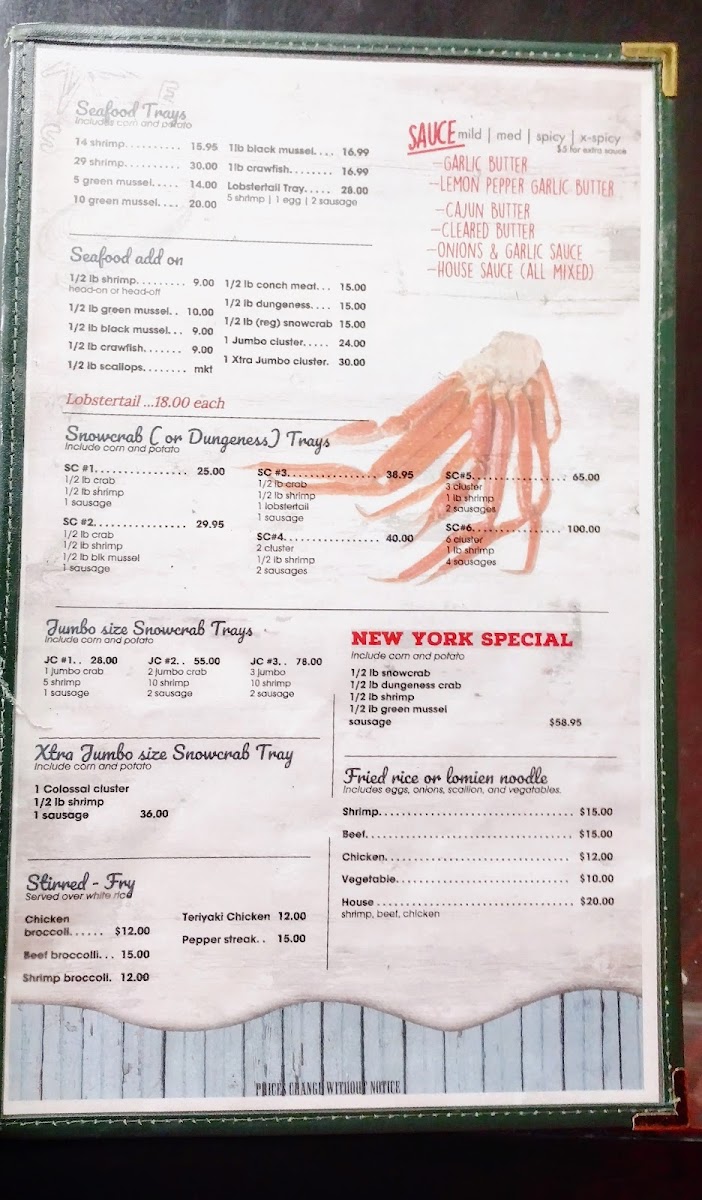 Seafood Trays
Includes corn and potato
14 shrimp.......... 15.95
29 shrimp.......... 30.00
5 green mussel..... 14.00
10 green mussel.... 20.00
1lb black mussel.... 16.99
1lb crawfish........ 16.99
Lobstertail Tray..... 28.00
5 shrimp | 1 egg | 2 sausage
SAUCE mild | med | spicy | x-spicy
$5 for extra sauce
-GARLIC BUTTER
-LEMON PEPPER GARLIC BUTTER
-CAJUN BUTTER
-CLEARED BUTTER
-ONIONS & GARLIC SAUCE
-HOUSE SAUCE (ALL MIXED)
Seafood add on
1/2 lb shrimp......... 9.00
head-on or head-off
1/2 lb green mussel.. 10.00
1/2 lb black mussel... 9.00
1/2 lb crawfish....... 9.00
1/2 lb scallops........ mkt
1/2 lb conch meat... 15.00
1/2 lb dungeness.... 15.00
1/2 lb (reg) snowcrab 15.00
1 Jumbo cluster..... 24.00
1 Xtra Jumbo cluster. 30.00
Lobstertail ...18.00 each
Snowcrab (or Dungeness) Trays
Include corn and potato
SC #1.................. 25.00
1/2 lb crab
1/2 lb shrimp
1 sausage
SC #2.................. 29.95
1/2 lb crab
1/2 lb shrimp
1/2 lb blk mussel
1 sausage
SC #3................... 38.95
1/2 lb crab
1/2 lb shrimp
1 lobstertail
1 sausage
SC#4.................... 40.00
2 cluster
1/2 lb shrimp
2 sausages
SC#5................... 65.00
3 cluster
1 lb shrimp
2 sausages
SC#6.................. 100.00
6 cluster
1 lb shrimp
4 sausages
Jumbo size Snowcrab Trays
Include corn and potato
JC #1.. 28.00
1 jumbo crab
5 shrimp
1 sausage
JC #2.. 55.00
2 jumbo crab
10 shrimp
2 sausage
JC #3.. 78.00
3 jumbo
10 shrimp
2 sausage
NEW YORK SPECIAL
Include corn and potato
1/2 lb snowcrab
1/2 lb dungeness crab
1/2 lb shrimp
1/2 lb green mussel
sausage $58.95
Xtra Jumbo size Snowcrab Tray
Include corn and potato
1 Colossal cluster
1/2 lb shrimp
1 sausage 36.00
Fried rice or lomien noodle
Includes eggs, onions, scallion, and vegatables.
Shrimp................................. $15.00
Beef.................................... $15.00
Chicken................................ $12.00
Vegetable.............................. $10.00
House .................................. $20.00
shrimp, beef, chicken
Stirred - Fry
Served over white rice
Chicken
broccoli...... $12.00
Beef broccolli... 15.00
Shrimp broccoli. 12.00
Teriyaki Chicken 12.00
Pepper streak.. 15.00
PRICES CHANGE WITHOUT NOTICE